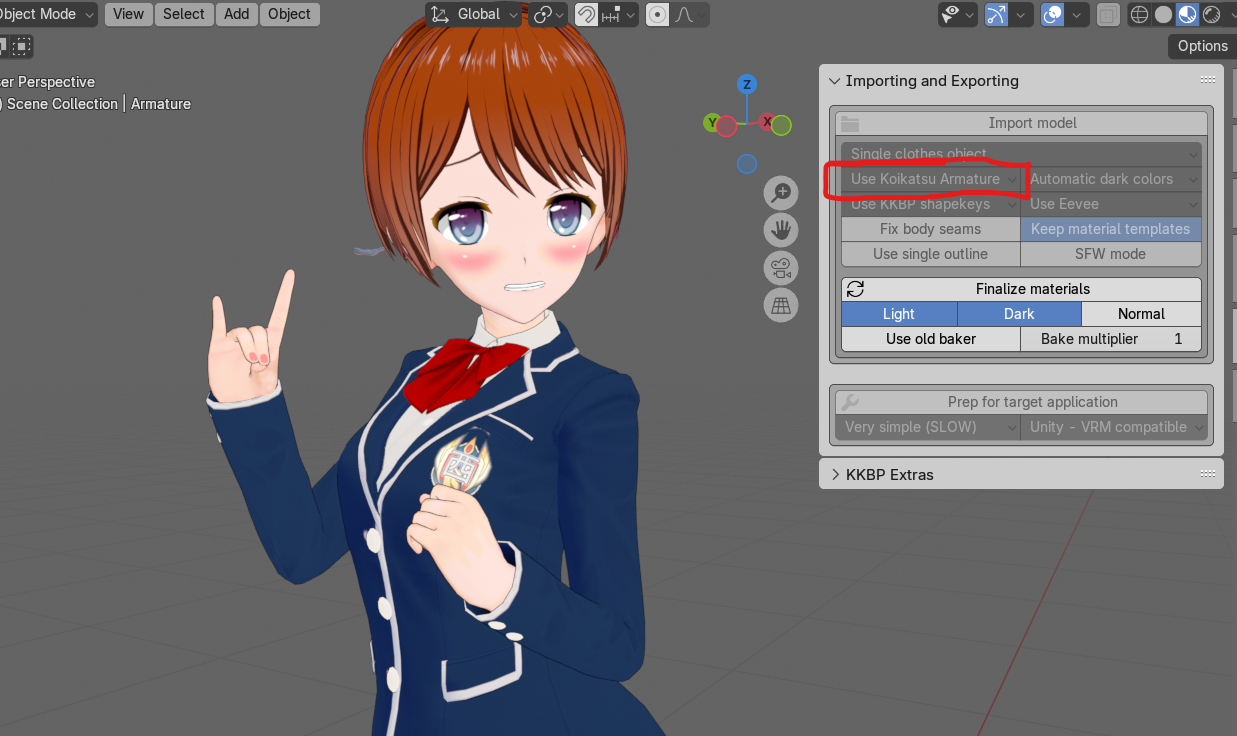 bject Mode View Select Add Object Global
Options
ser Perspective
) Scene Collection | Armature
Z
Y X
Importing and Exporting
Import model
Single clothes object
Use Koikatsu Armature Automatic dark colors
Use KKBP shapekeys Use Eevee
Fix body seams Keep material templates
Use single outline SFW mode
Finalize materials
Light Dark Normal
Use old baker Bake multiplier 1
Prep for target application
Very simple (SLOW) Unity - VRM compatible
KKBP Extras